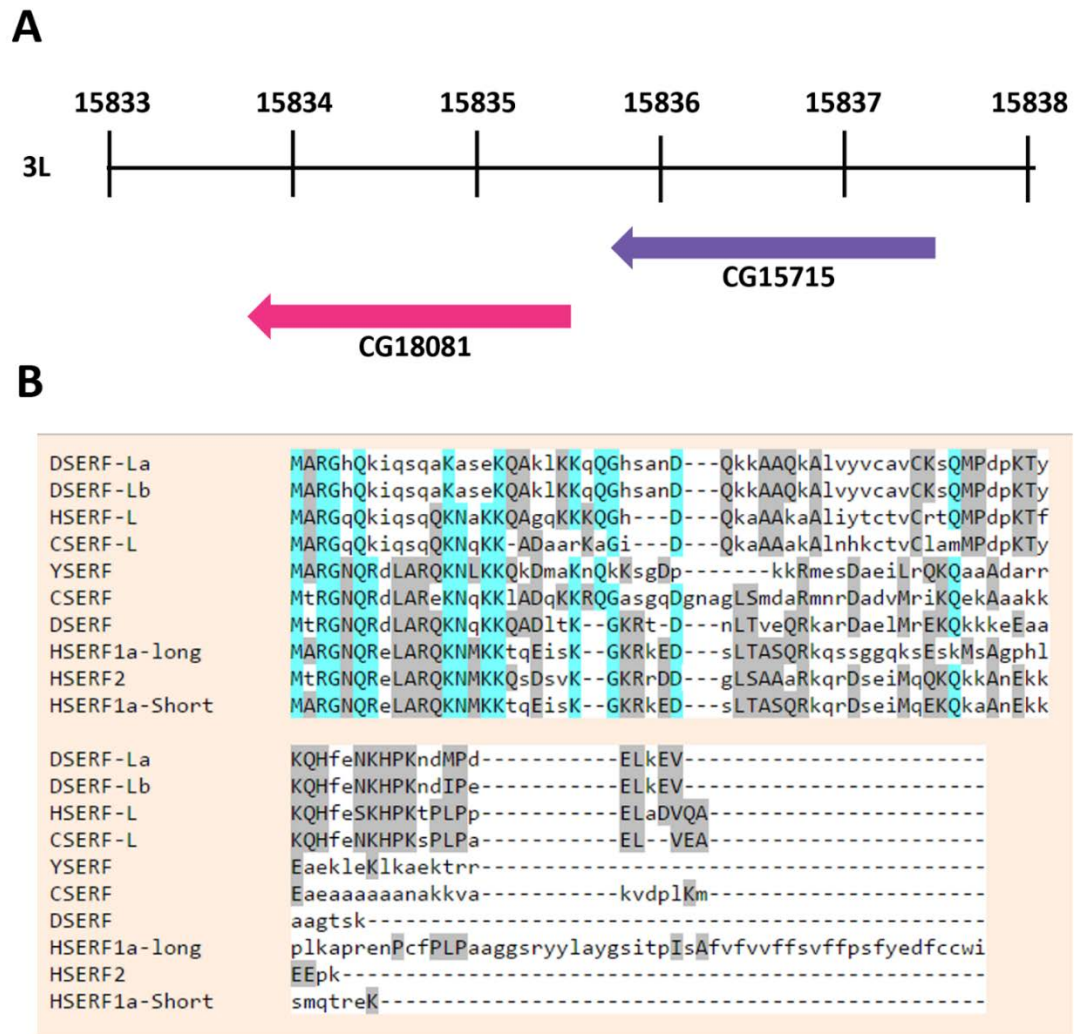 A
15833 15834 15835 15836 15837 15838
3L
CG15715
CG18081
B
DSERF-La MARGhQkiqsqaKaseKQAklKKqQGhsanD---QkkAAQkAlvyvcavCKsQMPdpKTy
DSERF-Lb MARGhQkiqsqaKaseKQAklKKqQGhsanD---QkkAAQkAlvyvcavCKsQMPdpKTy
HSERF-L MARGqQkiqsqQKNaKKQAgqKKKQGh---D---QkaAAkaAliytctvCrtQMPdpKTf
CSERF-L MARGqQkiqsqQKNqKK-ADaarKaGi---D---QkaAAakAlnhkctvClamMPdpKTy
YSERF MARGNQRdLARQKNLKKQkDmaKnQkKsgDp-------kkRmesDaeiLrQKQaaAdarr
CSERF MtRGNQRdLAReKNqKKlADqKKRQGasgqDgnagLSmdaRmnrDadvMriKQekAaakk
DSERF MtRGNQRdLARQKNqKKQADltK--GKRt-D---nLTveQRkarDaelMrEKQkkkeEaa
HSERF1a-long MARGNQReLARQKNMKKtqEisK--GKRkED---sLTASQRkqssggqksEskMsAgphl
HSERF2 MtRGNQReLARQKNMKKQsDsvK--GKRrDD---gLSAAaRkqrDseiMqQKQkkAnEkk
HSERF1a-Short MARGNQReLARQKNMKKtqEisK--GKRkED---sLTASQRkqrDseiMqEKQkaAnEkk
DSERF-La KQHfeNKHPKndMPd-----------ELkEV------------------------
DSERF-Lb KQHfeNKHPKndIPe-----------ELkEV------------------------
HSERF-L KQHfeSKHPKtPLPp-----------ELaDVQA----------------------
CSERF-L KQHfeNKHPKsPLPa-----------EL--VEA----------------------
YSERF EaekleKlkaektrr----------------------------------------
CSERF Eaeaaaaaanakkva-----------kvdplKm----------------------
DSERF aagtsk------------------------------------------------
HSERF1a-long plkaprenPcfPLPaaggsryylaygsitpIsAfvfvvffsvffpsfyedfccwi
HSERF2 EEpk----------------------------------------------------
HSERF1a-Short smqtreK------------------------------------------------